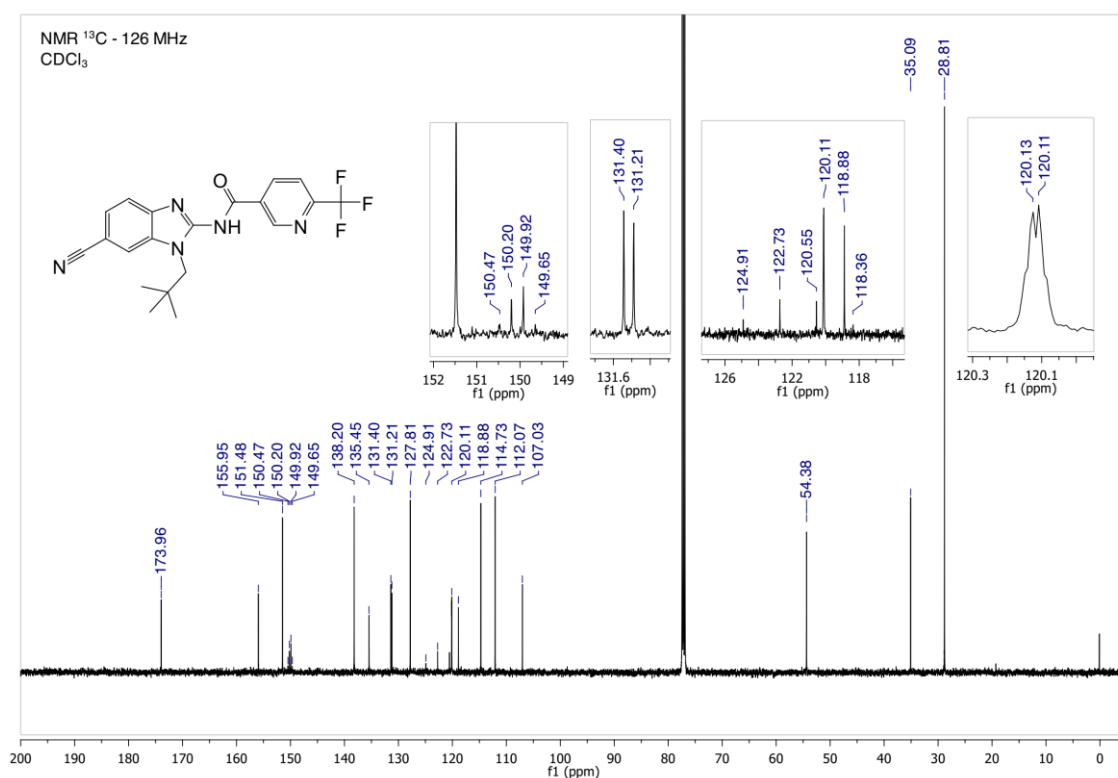 NMR ¹³C - 126 MHz
CDCl₃
O
N
NH
N
N
N
F
F
F
150.47
150.20
149.92
149.65
152 151 150 149
f1 (ppm)
131.40
131.21
131.6
f1 (ppm)
124.91
122.73
120.55
120.11
118.88
118.36
126 122 118
f1 (ppm)
35.09
28.81
120.13
120.11
120.3 120.1
f1 (ppm)
173.96
155.95
151.48
150.47
150.20
149.92
149.65
138.20
135.45
131.40
131.21
127.81
124.91
122.73
120.11
118.88
114.73
112.07
107.03
54.38
200 190 180 170 160 150 140 130 120 110 100 90 80 70 60 50 40 30 20 10 0
f1 (ppm)